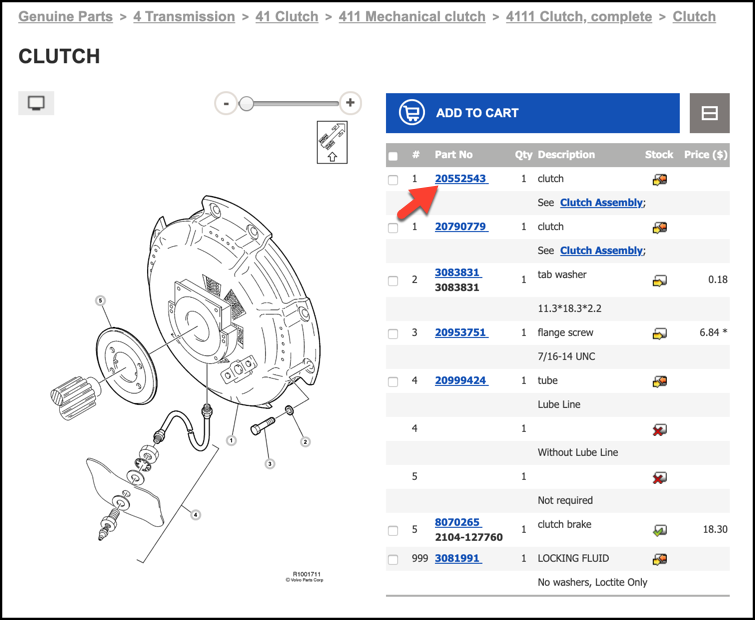 Genuine Parts > 4 Transmission > 41 Clutch > 411 Mechanical clutch > 4111 Clutch, complete > Clutch
CLUTCH
- +
ADD TO CART
# Part No Qty Description Stock Price ($)
1 20552543 1 clutch
See Clutch Assembly;
1 20790779 1 clutch
See Clutch Assembly;
2 3083831 1 tab washer 0.18
3083831
11.3*18.3*2.2
3 20953751 1 flange screw 6.84 *
7/16-14 UNC
4 20999424 1 tube
Lube Line
4 1
Without Lube Line
5 1
Not required
5 8070265 1 clutch brake 18.30
2104-127760
999 3081991 1 LOCKING FLUID
No washers, Loctite Only
5
1
2
3
4
R1001711
© Volvo Parts Corp